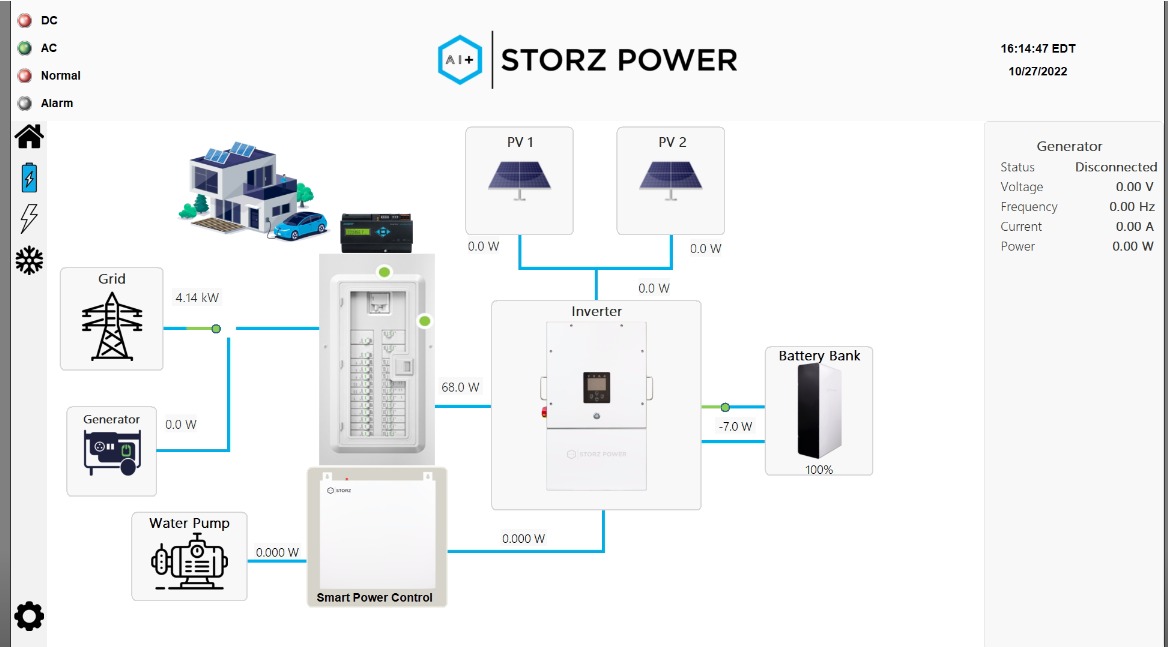 DC
AC
Normal
Alarm
AI+
STORZ POWER
16:14:47 EDT
10/27/2022
PV 1
PV 2
0.0 W
0.0 W
0.0 W
Grid
4.14 kW
Generator
0.0 W
68.0 W
Inverter
STORZ POWER
Battery Bank
-7.0 W
100%
Water Pump
0.000 W
STORZ
Smart Power Control
0.000 W
Generator
Status Disconnected
Voltage 0.00 V
Frequency 0.00 Hz
Current 0.00 A
Power 0.00 W